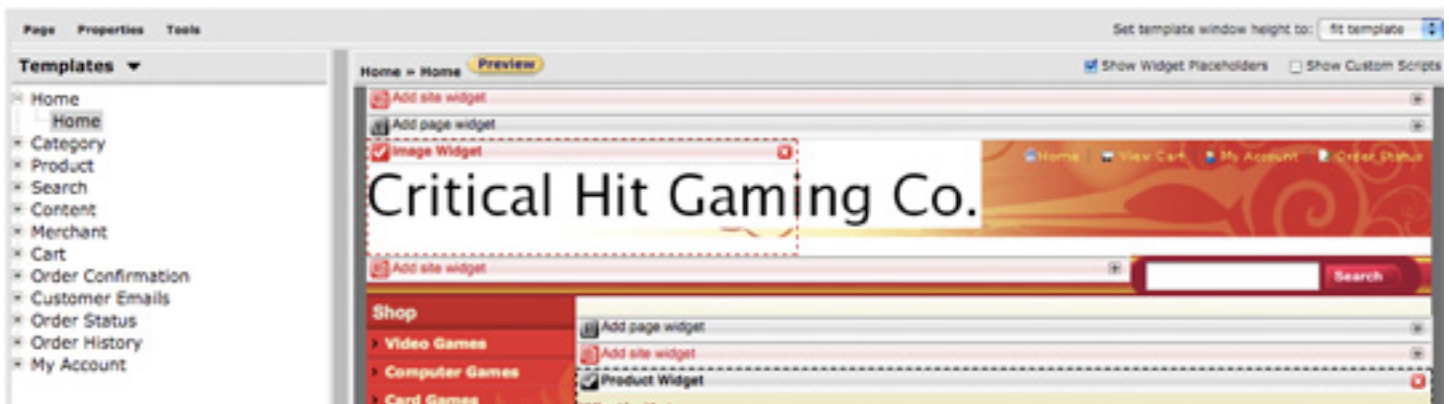 Page Properties Tools
Set template window height to: fit template
Templates
Home » Home Preview
Show Widget Placeholders Show Custom Scripts
Home
Home
Category
Product
Search
Content
Merchant
Cart
Order Confirmation
Customer Emails
Order Status
Order History
My Account
Add site widget
Add page widget
Image Widget
Home View Cart My Account Order Status
Critical Hit Gaming Co.
Add site widget
Search
Shop
Video Games
Computer Games
Card Games
Add page widget
Add site widget
Product Widget